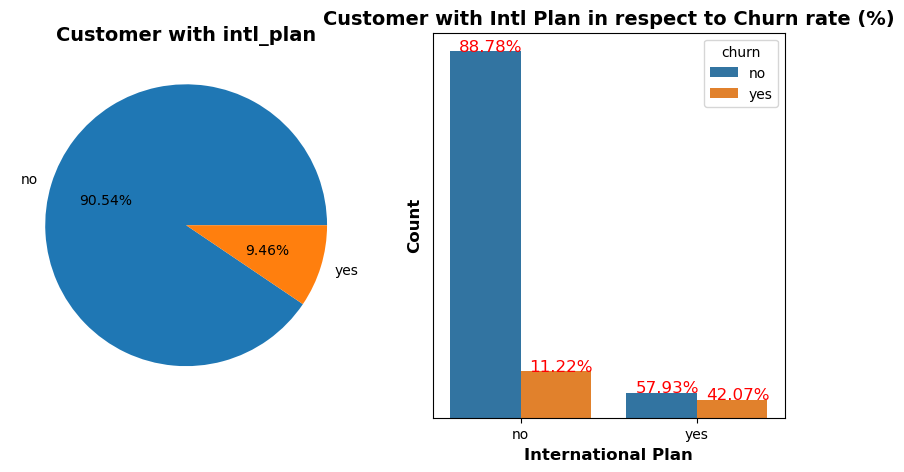 Customer with intl_plan
no
90.54%
9.46%
yes
Customer with Intl Plan in respect to Churn rate (%)
88.78%
churn
no
yes
Count
11.22%
57.93%
42.07%
no
yes
International Plan